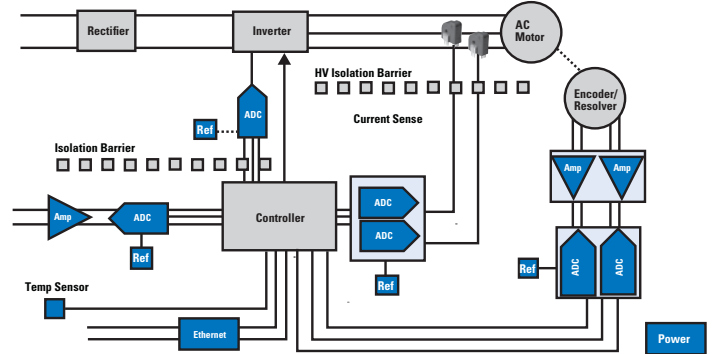 Rectifier
Inverter
AC
Motor
HV Isolation Barrier
Encoder/
Resolver
ADC
Ref
Current Sense
Isolation Barrier
Amp
Amp
Amp
ADC
Controller
ADC
ADC
Ref
Ref
Ref
ADC
ADC
Temp Sensor
Ethernet
Power